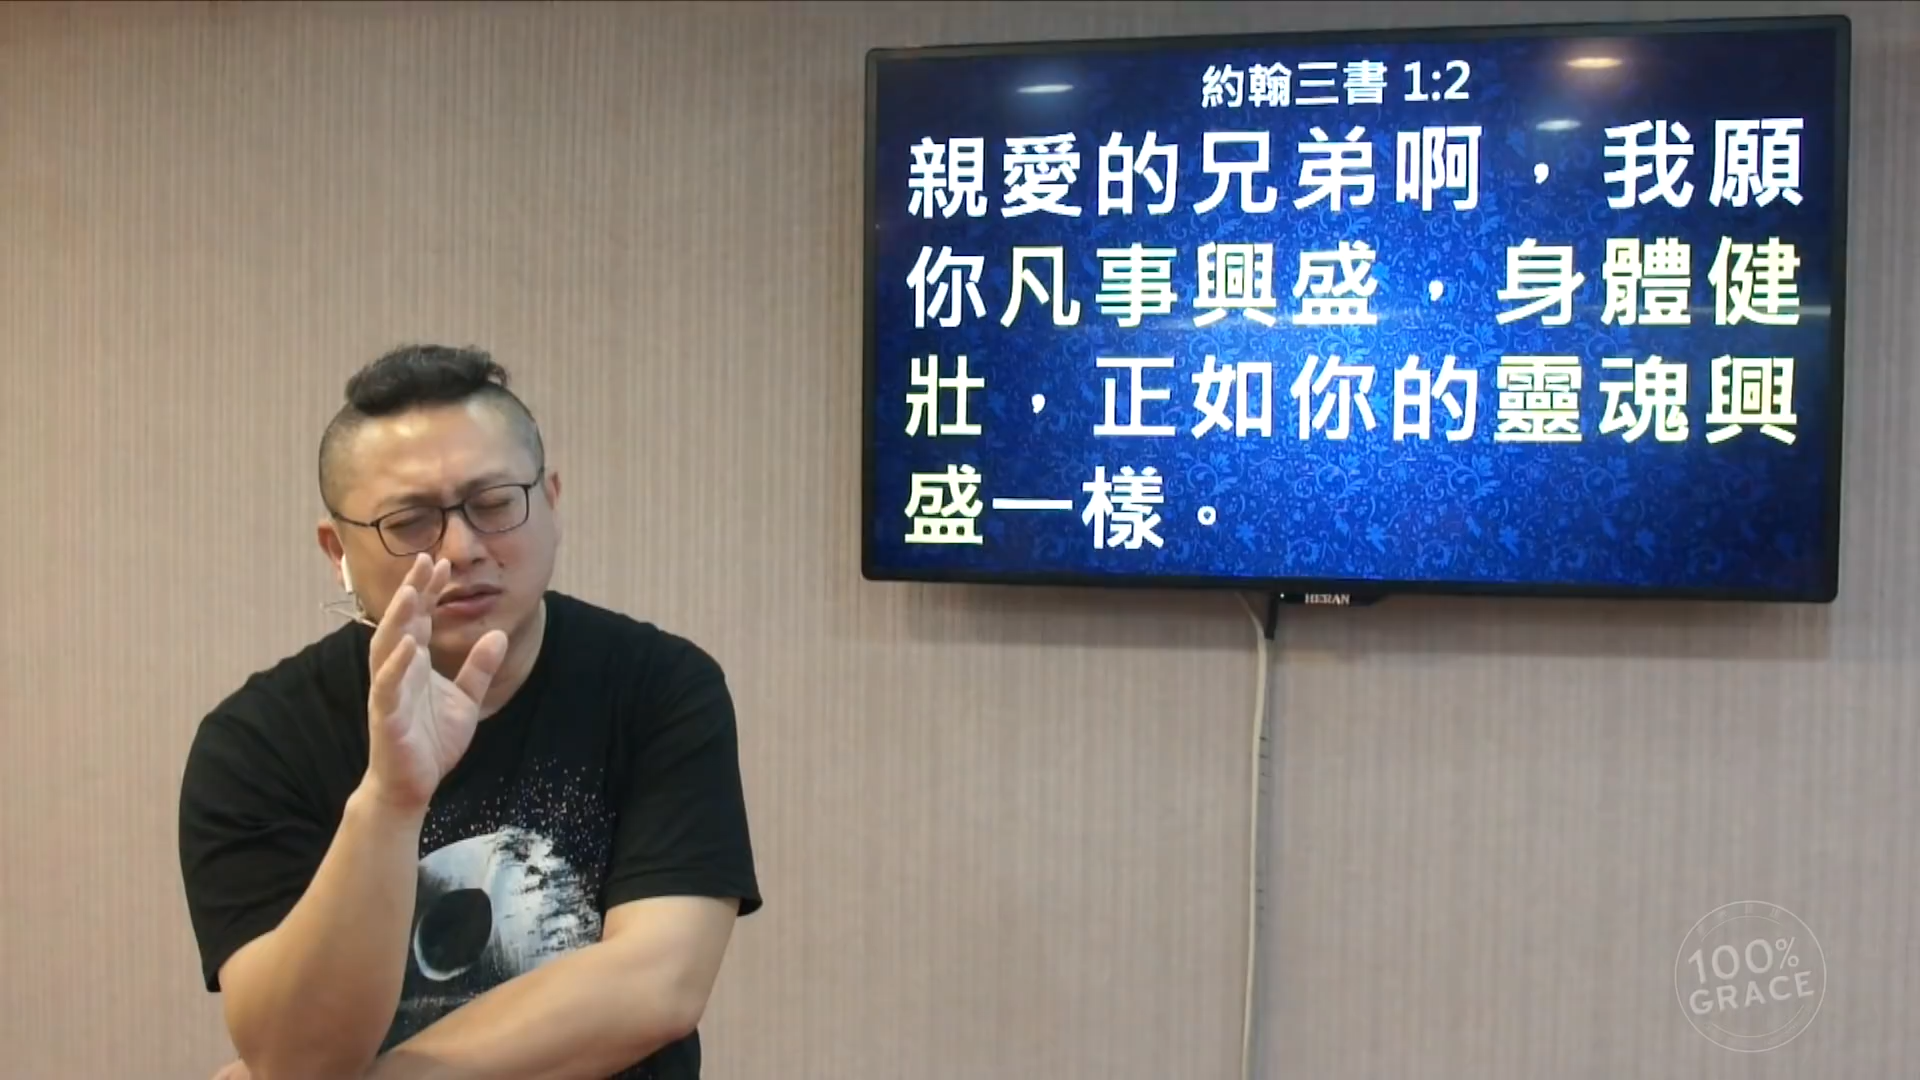 約翰三書 1:2
親愛的兄弟啊，我願
你凡事興盛，身體健
壯，正如你的靈魂興
盛一樣。
HERAN
100%
GRACE